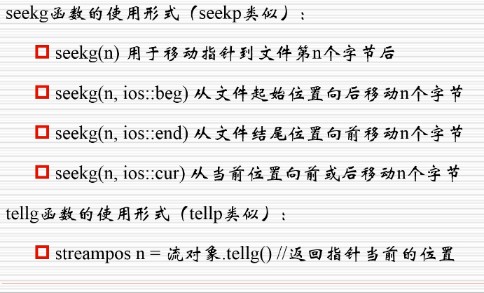 seekg函数的使用形式（seekp类似）：
seekg(n) 用于移动指针到文件第n个字节后
seekg(n, ios::beg) 从文件起始位置向后移动n个字节
seekg(n, ios::end) 从文件结尾位置向前移动n个字节
seekg(n, ios::cur) 从当前位置向前或后移动n个字节
tellg函数的使用形式（tellp类似）：
streampos n = 流对象.tellg() //返回指针当前的位置